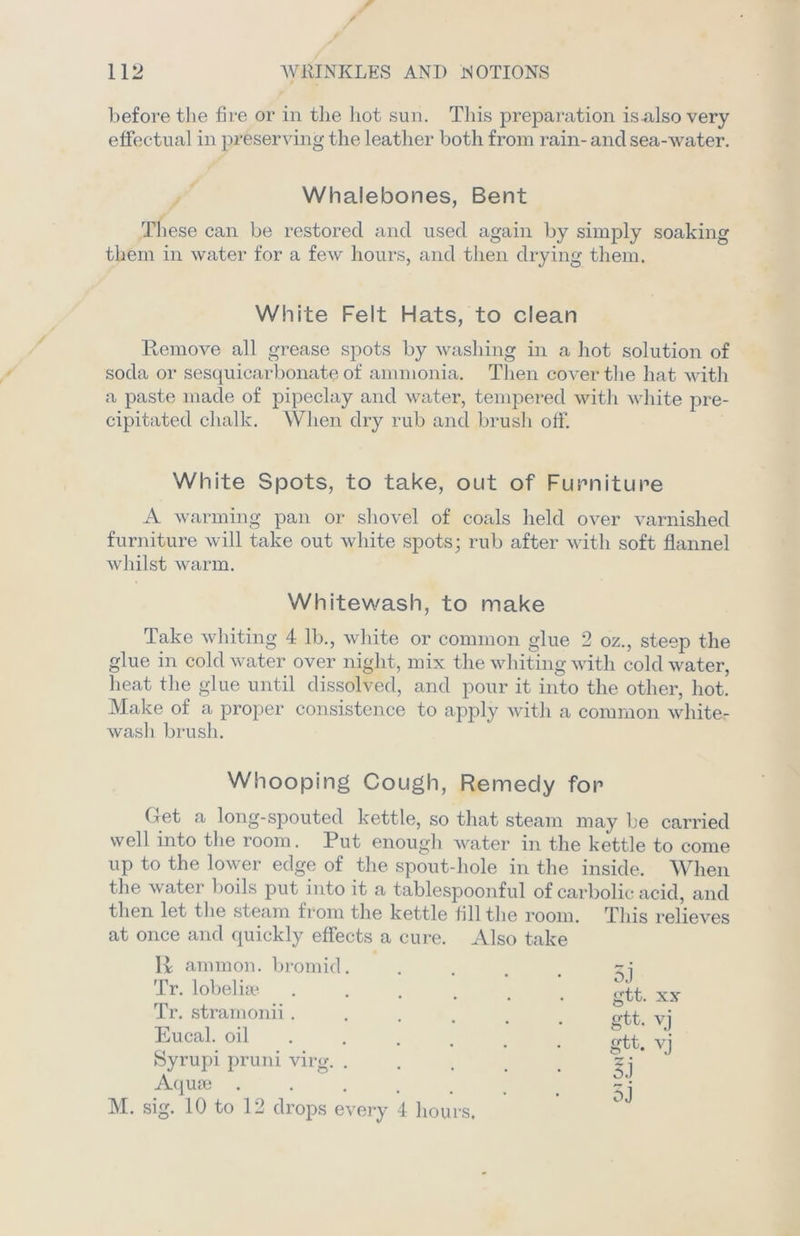 112 WRINKLES AND NOTIONS
before the fire or in the hot sun. This preparation is also very
effectual in preserving the leather both from rain- and sea-water.
Whalebones, Bent
These can be restored and used again by simply soaking
them in water for a few hours, and then drying them.
White Felt Hats, to clean
Remove all grease spots by washing in a hot solution of
soda or sesquicarbonate of ammonia. Then cover the hat with
a paste made of pipeclay and water, tempered with white pre-
cipitated chalk. When dry rub and brush off.
White Spots, to take, out of Furniture
A warming pan or shovel of coals held over varnished
furniture will take out white spots; rub after with soft flannel
whilst warm.
Whitewash, to make
Take whiting 4 lb., white or common glue 2 oz., steep the
glue in cold water over night, mix the whiting with cold water,
heat the glue until dissolved, and pour it into the other, hot.
Make of a proper consistence to apply with a common white-
wash brush.
Whooping Cough, Remedy for
Get a long-spouted kettle, so that steam may be carried
well into the room. Put enough water in the kettle to come
up to the lower edge of the spout-hole in the inside. When
the water boils put into it a tablespoonful of carbolic acid, and
then let the steam from the kettle fill the room. This relieves
at once and quickly effects a cure. Also take
℞ ammon. bromid. . . . . ʒj
Tr. lobeliæ . . . . . . gtt. xx
Tr. stramonii . . . . . . gtt. vj
Eucal. oil . . . . . . gtt. vj
Syrupi pruni virg. . . . . . ℥j
Aquæ . . . . . . . ℥j
M. sig. 10 to 12 drops every 4 hours.